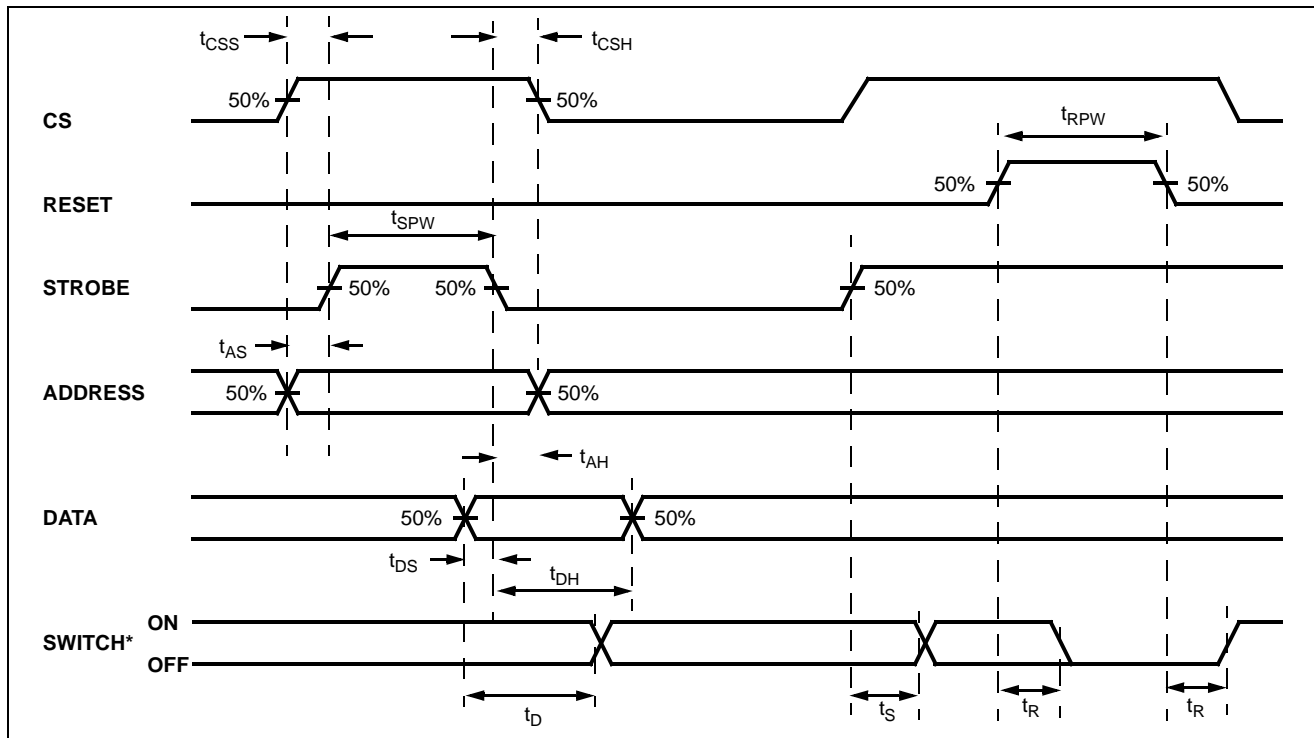 tCSS
tCSH
50%
50%
CS
tRPW
50%
50%
RESET
tSPW
STROBE
50%
50%
50%
tAS
ADDRESS
50%
50%
tAH
DATA
50%
50%
tDS
tDH
ON
SWITCH*
OFF
tD
tS
tR
tR